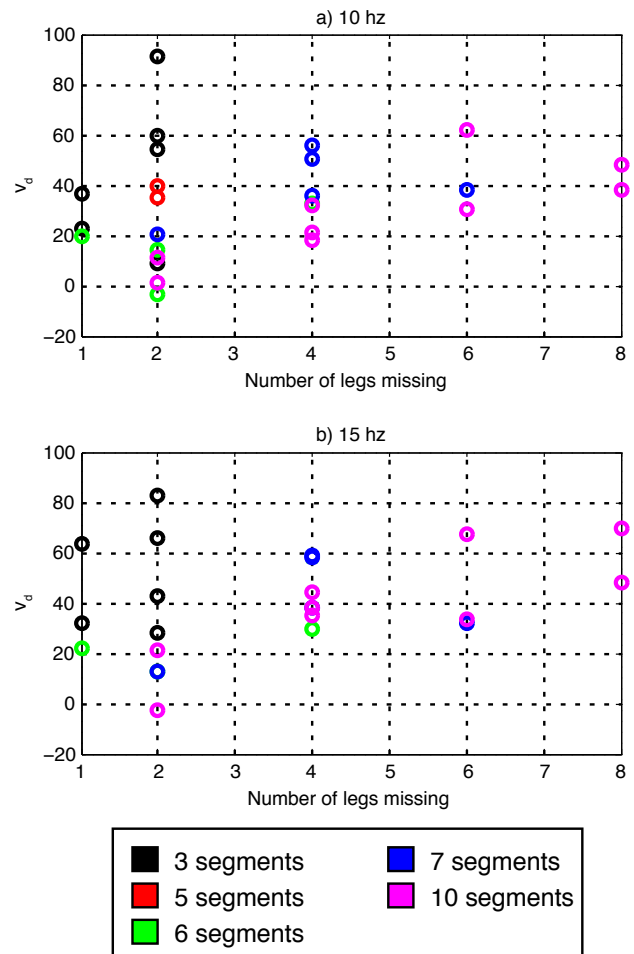 a) 10 hz
100
80
60
40
20
0
−20
v_d
1 2 3 4 5 6 7 8
Number of legs missing
b) 15 hz
100
80
60
40
20
0
−20
v_d
1 2 3 4 5 6 7 8
Number of legs missing
3 segments
7 segments
5 segments
10 segments
6 segments